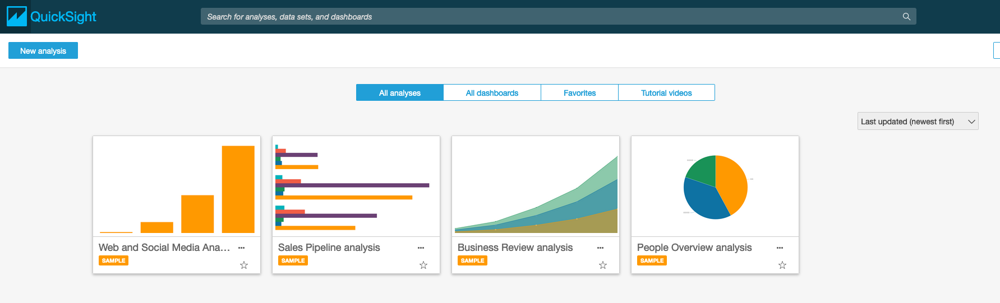 QuickSight
Search for analyses, data sets, and dashboards
New analysis
All analyses
All dashboards
Favorites
Tutorial videos
Last updated (newest first)
Web and Social Media Ana...
SAMPLE
Sales Pipeline analysis
SAMPLE
Business Review analysis
SAMPLE
People Overview analysis
SAMPLE